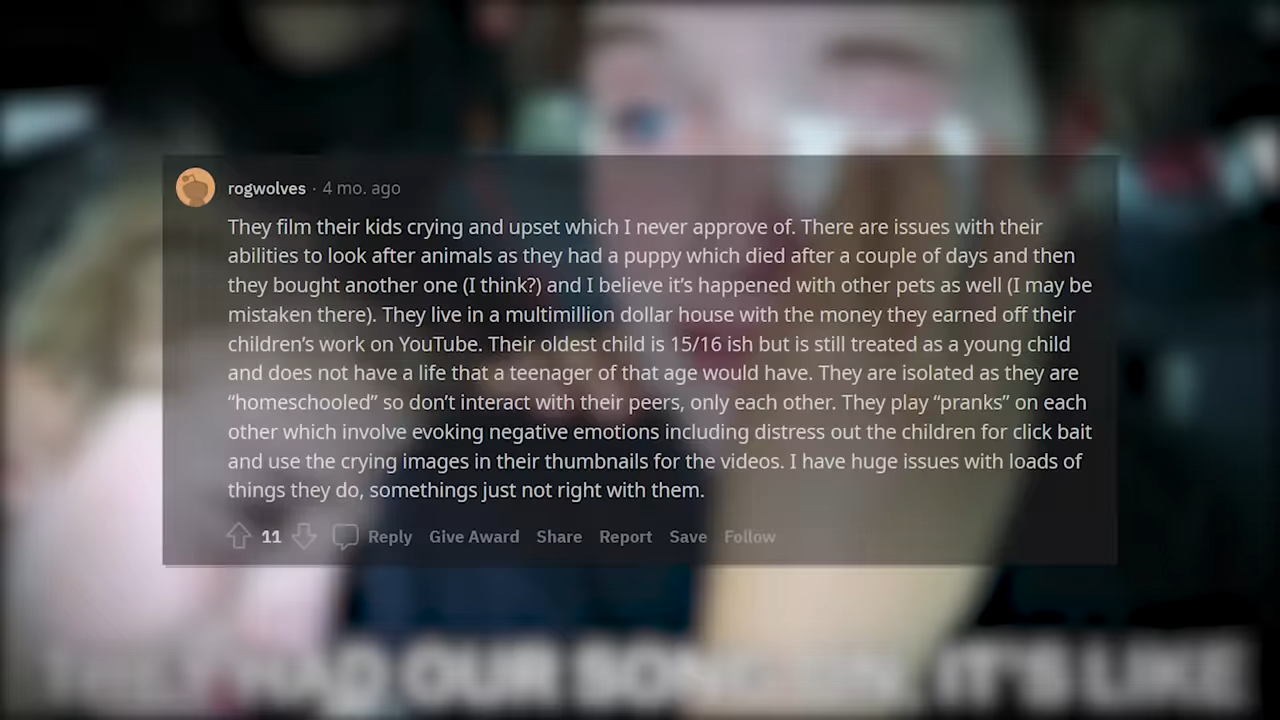 rogwolves · 4 mo. ago
They film their kids crying and upset which I never approve of. There are issues with their
abilities to look after animals as they had a puppy which died after a couple of days and then
they bought another one (I think?) and I believe it's happened with other pets as well (I may be
mistaken there). They live in a multimillion dollar house with the money they earned off their
children's work on YouTube. Their oldest child is 15/16 ish but is still treated as a young child
and does not have a life that a teenager of that age would have. They are isolated as they are
“homeschooled” so don't interact with their peers, only each other. They play “pranks” on each
other which involve evoking negative emotions including distress out the children for click bait
and use the crying images in their thumbnails for the videos. I have huge issues with loads of
things they do, somethings just not right with them.
11 Reply Give Award Share Report Save Follow
THEY HAD OUR SONG IT'S LIKE